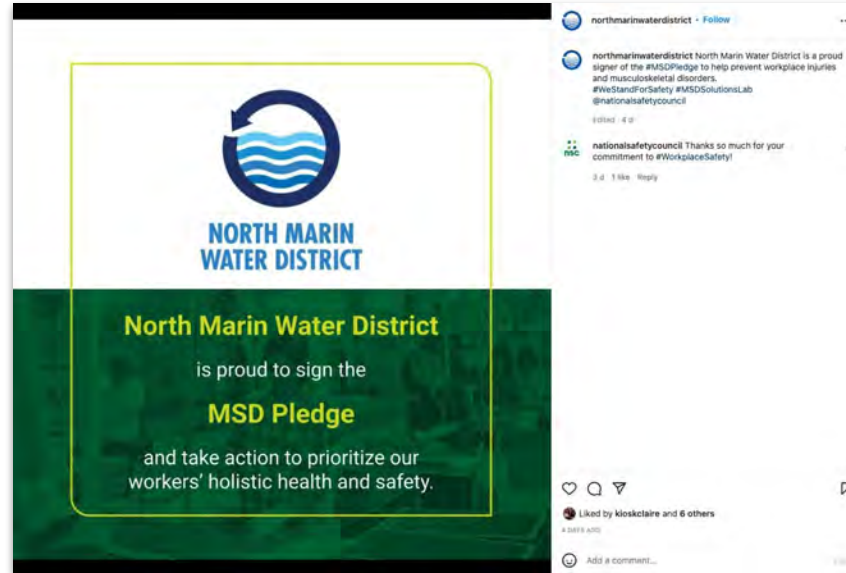 NORTH MARIN
WATER DISTRICT
North Marin Water District
is proud to sign the
MSD Pledge
and take action to prioritize our
workers' holistic health and safety.
northmarinwaterdistrict • Follow
northmarinwaterdistrict North Marin Water District is a proud
signer of the #MSDPledge to help prevent workplace injuries
and musculoskeletal disorders.
#WeStandForSafety #MSDSolutionsLab
@nationalsafetycouncil
Edited · 4 d
nsc
nationalsafetycouncil Thanks so much for your
commitment to #WorkplaceSafety!
3 d 1 like Reply
Liked by kioskclaire and 6 others
4 DAYS AGO
Add a comment...